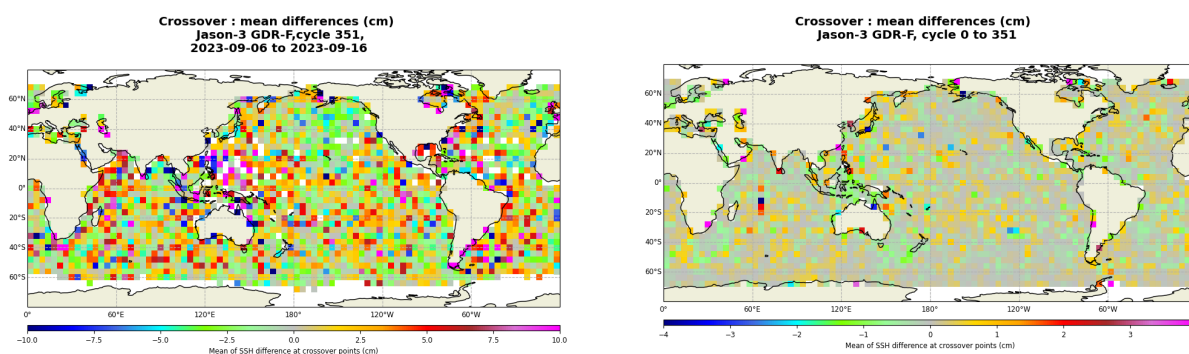 Crossover : mean differences (cm)
Jason-3 GDR-F,cycle 351,
2023-09-06 to 2023-09-16
60°N
40°N
20°N
0°
20°S
40°S
60°S
0°
60°E
120°E
180°
120°W
60°W
−10.0
−7.5
−5.0
−2.5
0.0
2.5
5.0
7.5
10.0
Mean of SSH difference at crossover points (cm)
Crossover : mean differences (cm)
Jason-3 GDR-F, cycle 0 to 351
60°N
40°N
20°N
0°
20°S
40°S
60°S
0°
60°E
120°E
180°
120°W
60°W
−4
−3
−2
−1
0
1
2
3
Mean of SSH difference at crossover points (cm)